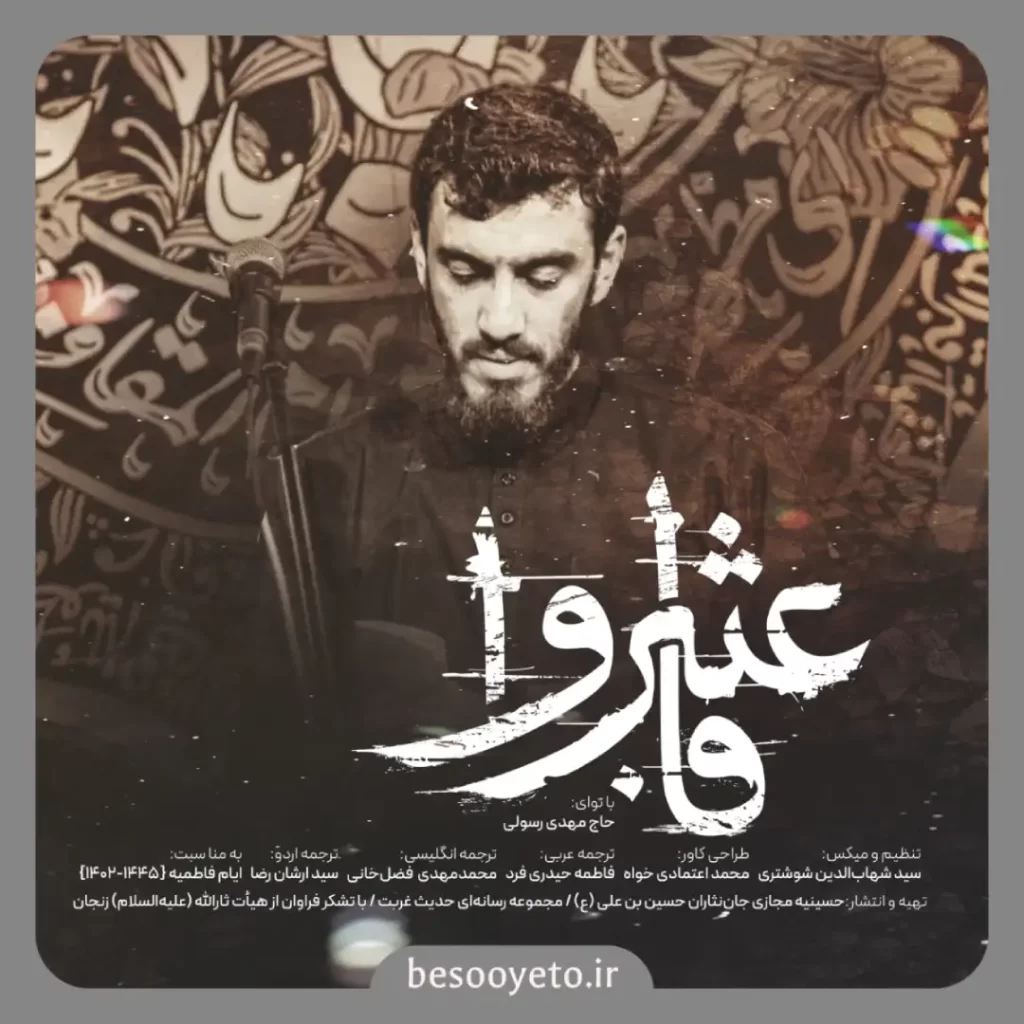 فاعتبروا
با نوای:
حاج مهدی رسولی
تنظیم و میکس: طراحی کاور: ترجمه عربی: ترجمه انگلیسی: ترجمه اردوّ: به مناسبت:
سید شهاب‌الدین شوشتری محمد اعتمادی خواه فاطمه حیدری فرد محمدمهدی فضل‌خانی سید ارشان رضا ایام فاطمیه {۱۴۴۵-۱۴۰۲}
تهیه و انتشار: حسینیه مجازی جان‌نثاران حسین بن علی (ع) / مجموعه رسانه‌ای حدیث غربت / با تشکر فراوان از هیأت ثارالله (علیه‌السلام) زنجان
besooyeto.ir